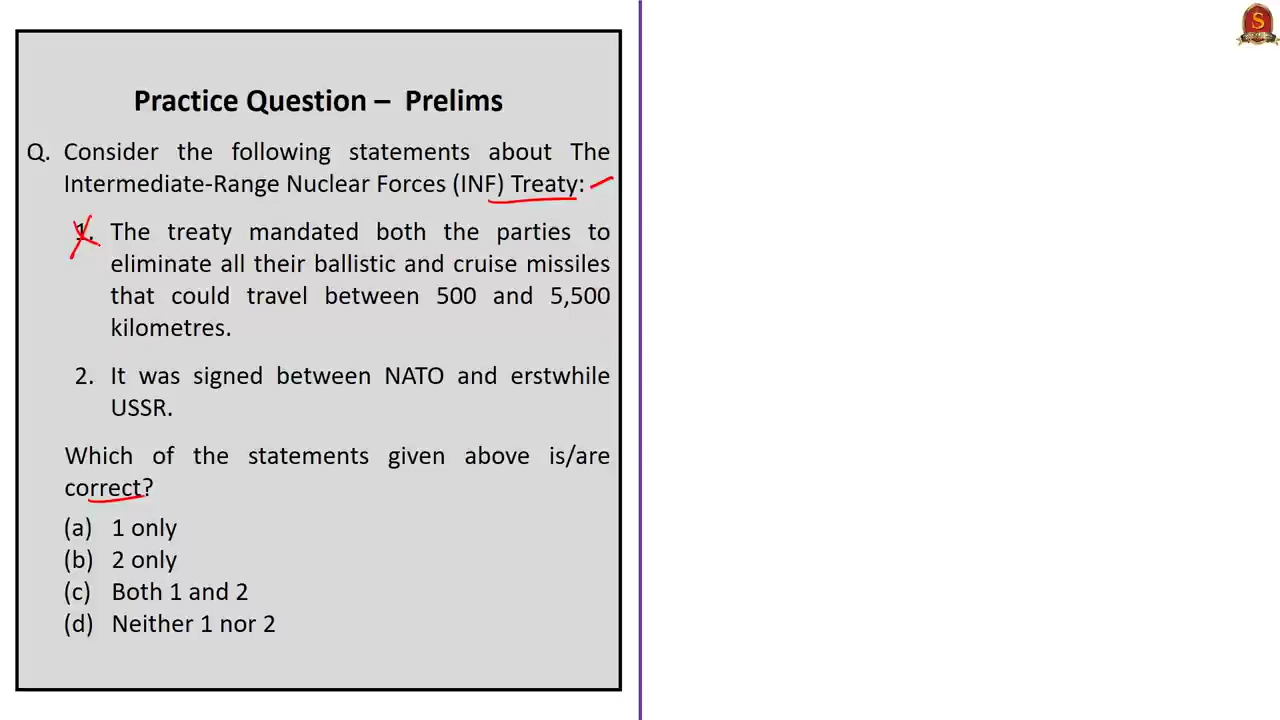 S
Practice Question – Prelims
Q. Consider the following statements about The
Intermediate-Range Nuclear Forces (INF) Treaty:
1. The treaty mandated both the parties to
eliminate all their ballistic and cruise missiles
that could travel between 500 and 5,500
kilometres.
2. It was signed between NATO and erstwhile
USSR.
Which of the statements given above is/are
correct?
(a) 1 only
(b) 2 only
(c) Both 1 and 2
(d) Neither 1 nor 2